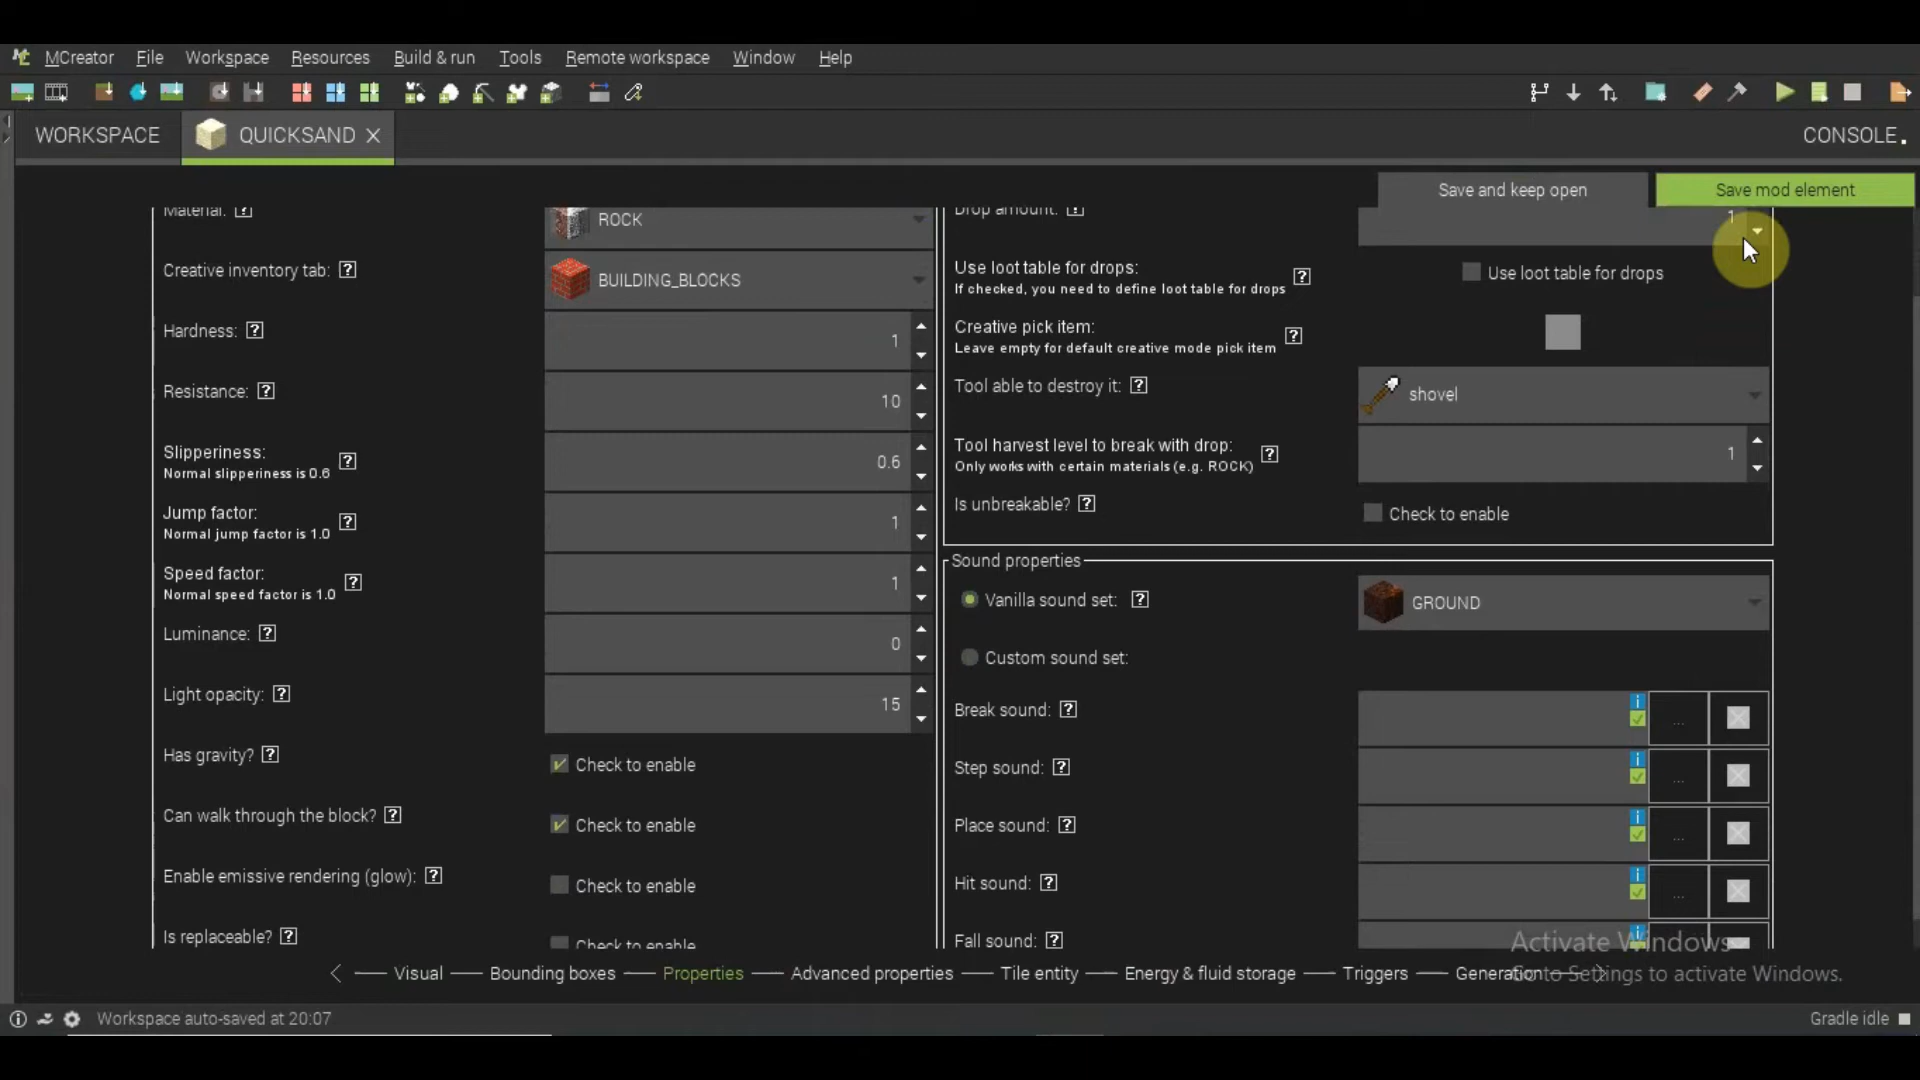 MCreator File Workspace Resources Build & run Tools Remote workspace Window Help
WORKSPACE QUICKSAND CONSOLE
Save and keep open Save mod element
Material: ROCK
Creative inventory tab: BUILDING_BLOCKS
Hardness: 1
Resistance: 10
Slipperiness: 0.6
Normal slipperiness is 0.6
Jump factor: 1
Normal jump factor is 1.0
Speed factor: 1
Normal speed factor is 1.0
Luminance: 0
Light opacity: 15
Has gravity? Check to enable
Can walk through the block? Check to enable
Enable emissive rendering (glow): Check to enable
Is replaceable? Check to enable
Drop amount: 1
Use loot table for drops: Use loot table for drops
If checked, you need to define loot table for drops
Creative pick item:
Leave empty for default creative mode pick item
Tool able to destroy it: shovel
Tool harvest level to break with drop: 1
Only works with certain materials (e.g. ROCK)
Is unbreakable? Check to enable
Sound properties
Vanilla sound set: GROUND
Custom sound set:
Break sound: ...
Step sound: ...
Place sound: ...
Hit sound: ...
Fall sound:
Activate Windows
Go to Settings to activate Windows.
Visual Bounding boxes Properties Advanced properties Tile entity Energy & fluid storage Triggers Generation
Workspace auto-saved at 20:07 Gradle idle